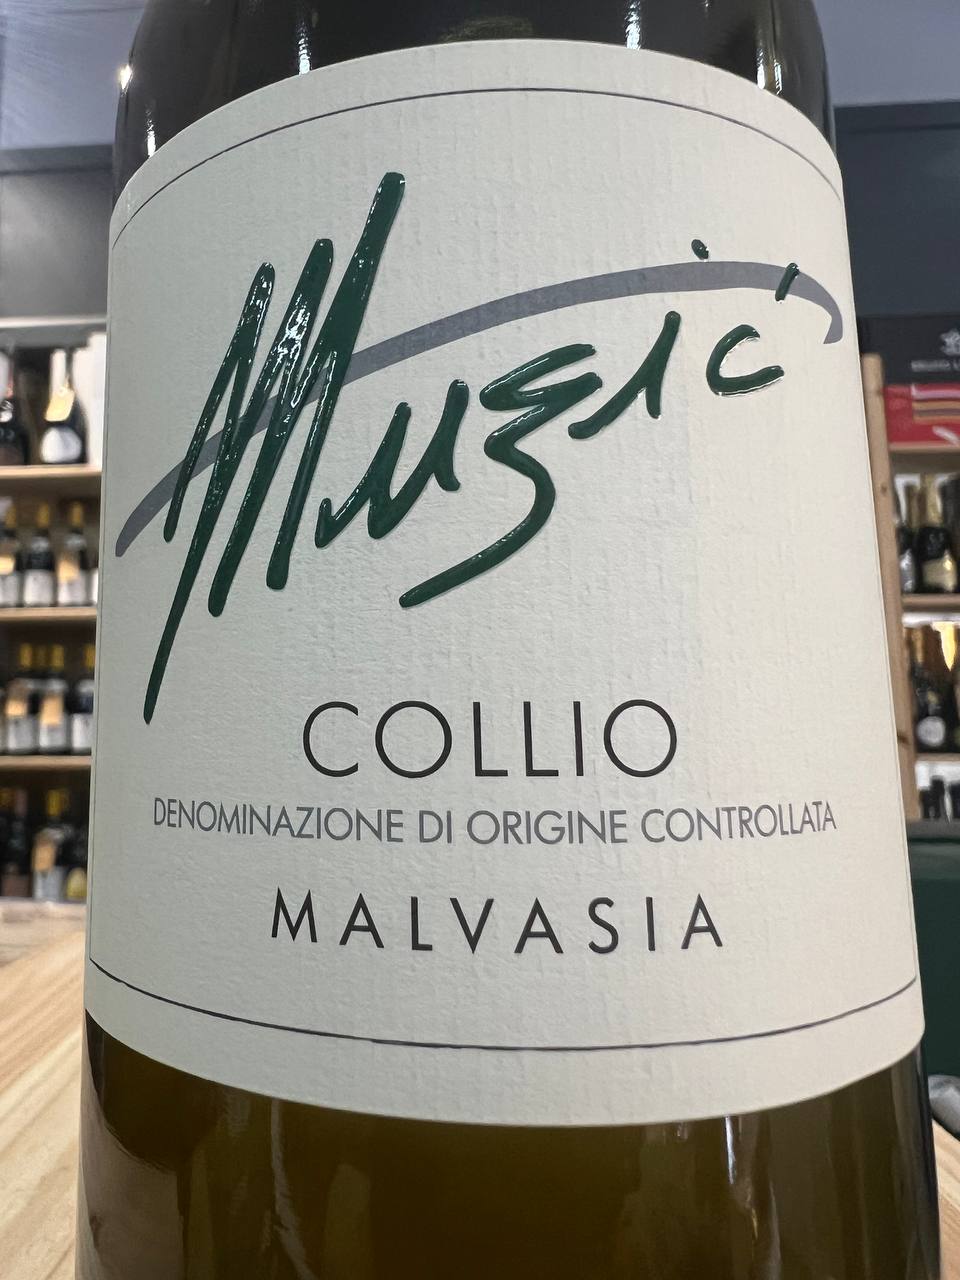 Muzic
COLLIO
DENOMINAZIONE DI ORIGINE CONTROLLATA
MALVASIA